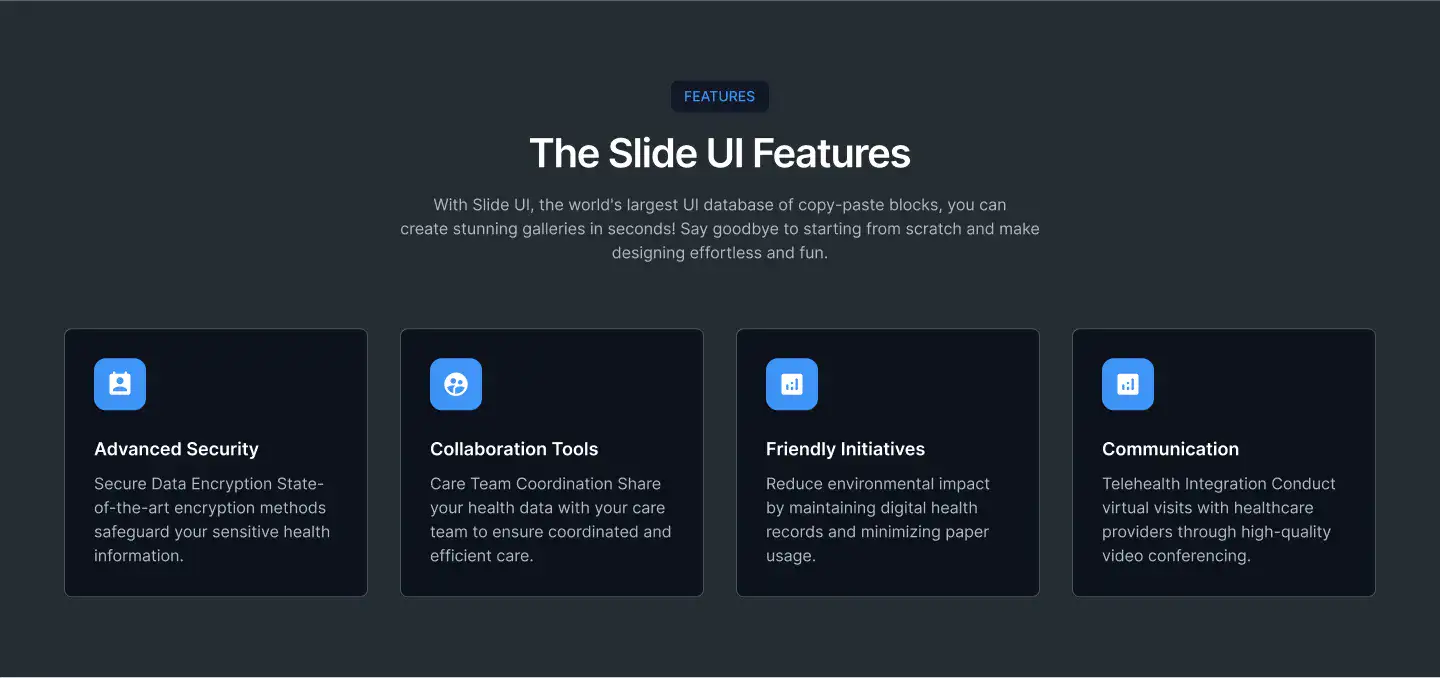 FEATURES
The Slide UI Features
With Slide UI, the world's largest UI database of copy-paste blocks, you can
create stunning galleries in seconds! Say goodbye to starting from scratch and make
designing effortless and fun.
Advanced Security
Secure Data Encryption State-
of-the-art encryption methods
safeguard your sensitive health
information.
Collaboration Tools
Care Team Coordination Share
your health data with your care
team to ensure coordinated and
efficient care.
Friendly Initiatives
Reduce environmental impact
by maintaining digital health
records and minimizing paper
usage.
Communication
Telehealth Integration Conduct
virtual visits with healthcare
providers through high-quality
video conferencing.